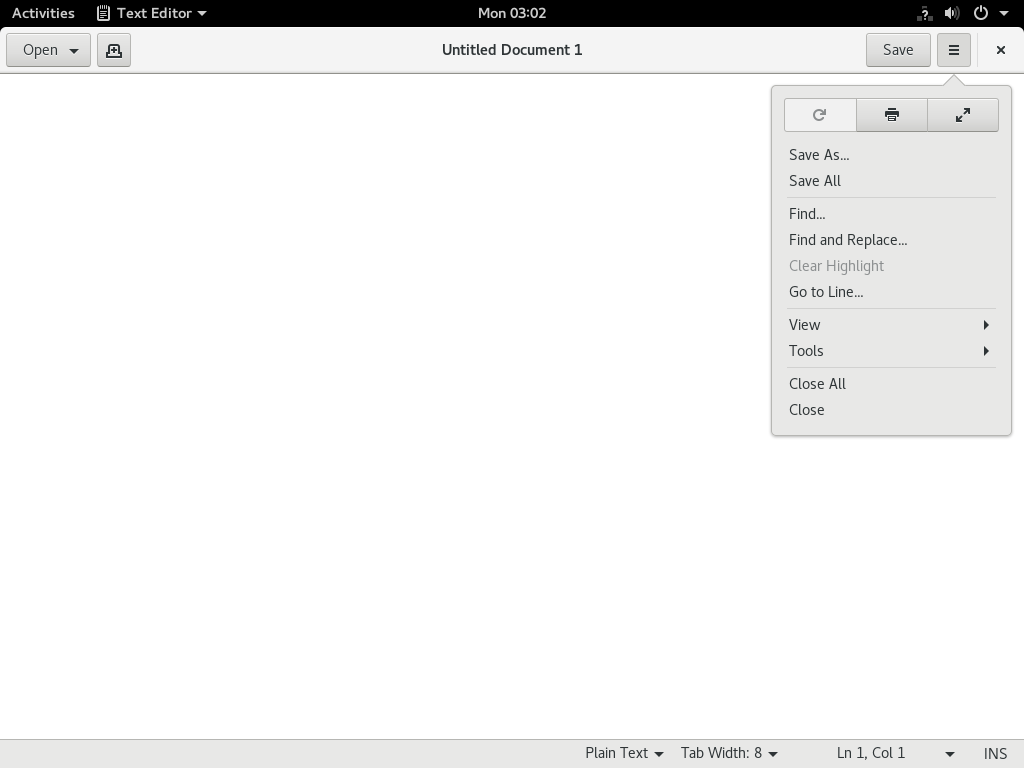 Activities Text Editor Mon 03:02
Open Untitled Document 1 Save
Save As...
Save All
Find...
Find and Replace...
Clear Highlight
Go to Line...
View
Tools
Close All
Close
Plain Text Tab Width: 8 Ln 1, Col 1 INS